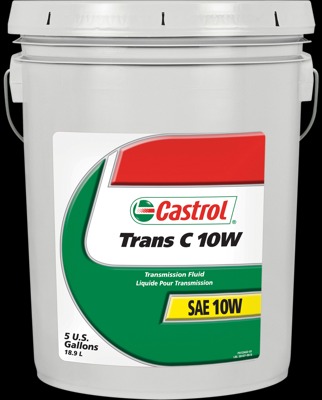 Castrol®
Trans C 10W
Transmission Fluid
Liquide Pour Transmission
SAE 10W
5 U.S.
Gallons
18.9 L